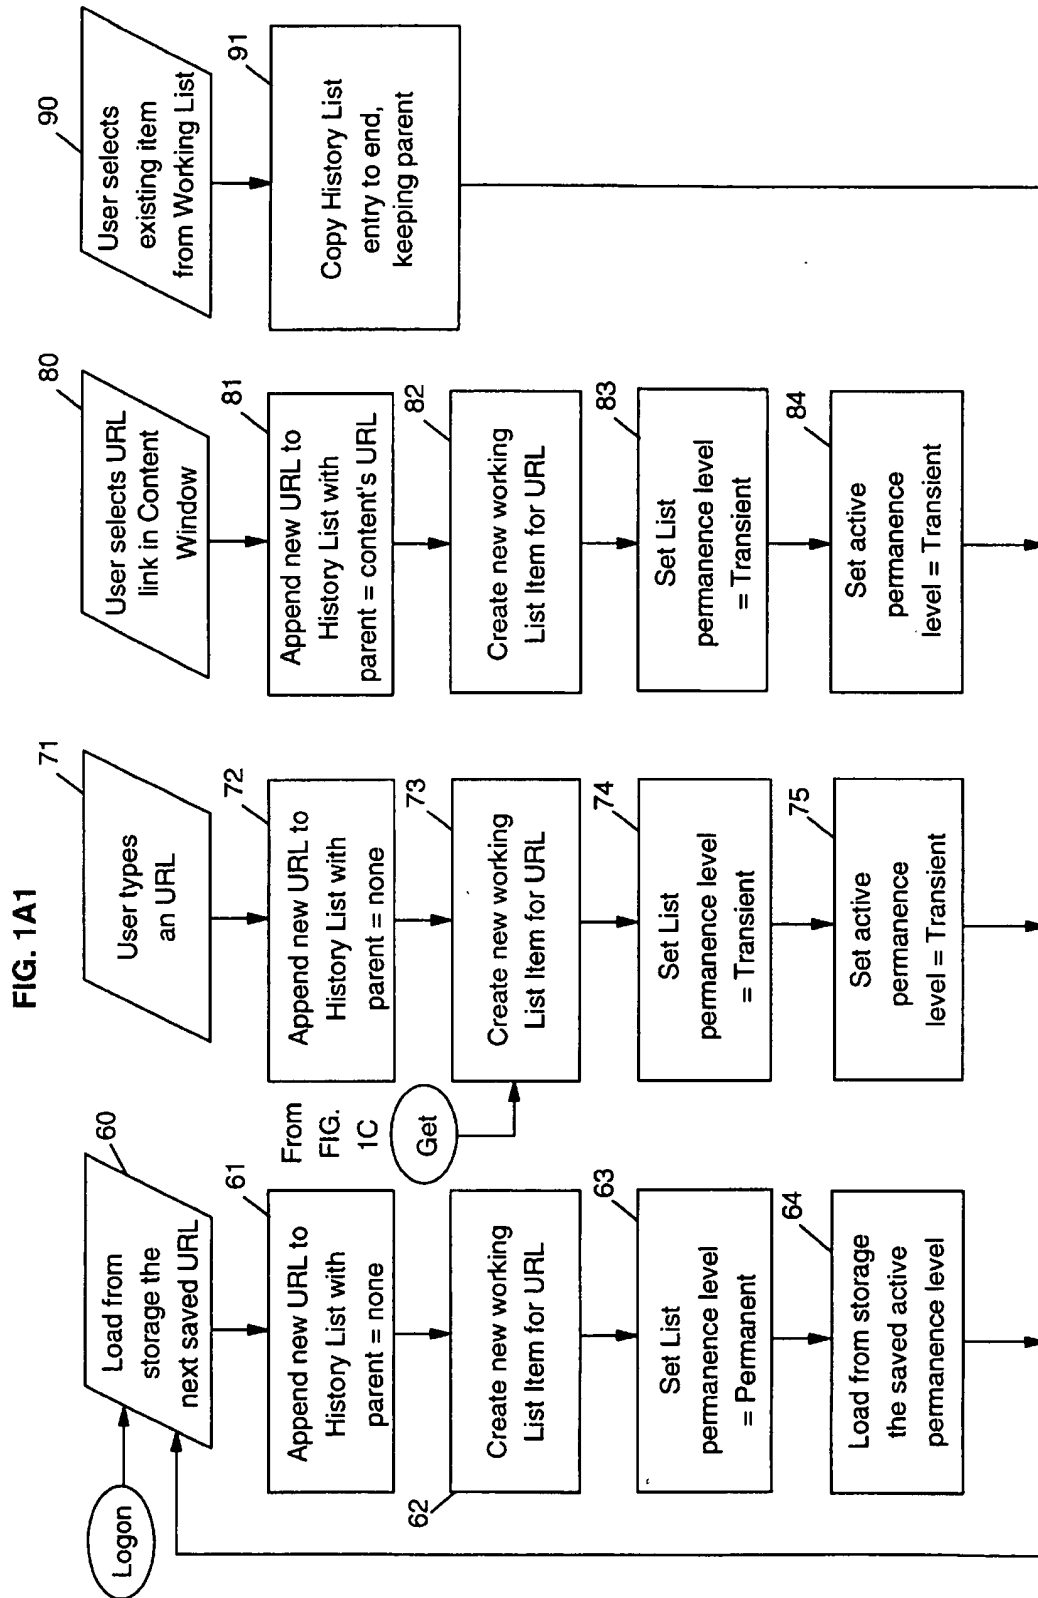 FIG. 1A1
Logon
60
Load from
storage the
next saved URL
61
Append new URL to
History List with
parent = none
62
Create new working
List Item for URL
63
Set List
permanence level
= Permanent
64
Load from storage
the saved active
permanence level
71
User types
an URL
72
Append new URL to
History List with
parent = none
From
FIG.
1C
Get
73
Create new working
List Item for URL
74
Set List
permanence level
= Transient
75
Set active
permanence
level = Transient
80
User selects URL
link in Content
Window
81
Append new URL to
History List with
parent = content's URL
82
Create new working
List Item for URL
83
Set List
permanence level
= Transient
84
Set active
permanence
level = Transient
90
User selects
existing item
from Working List
91
Copy History List
entry to end,
keeping parent